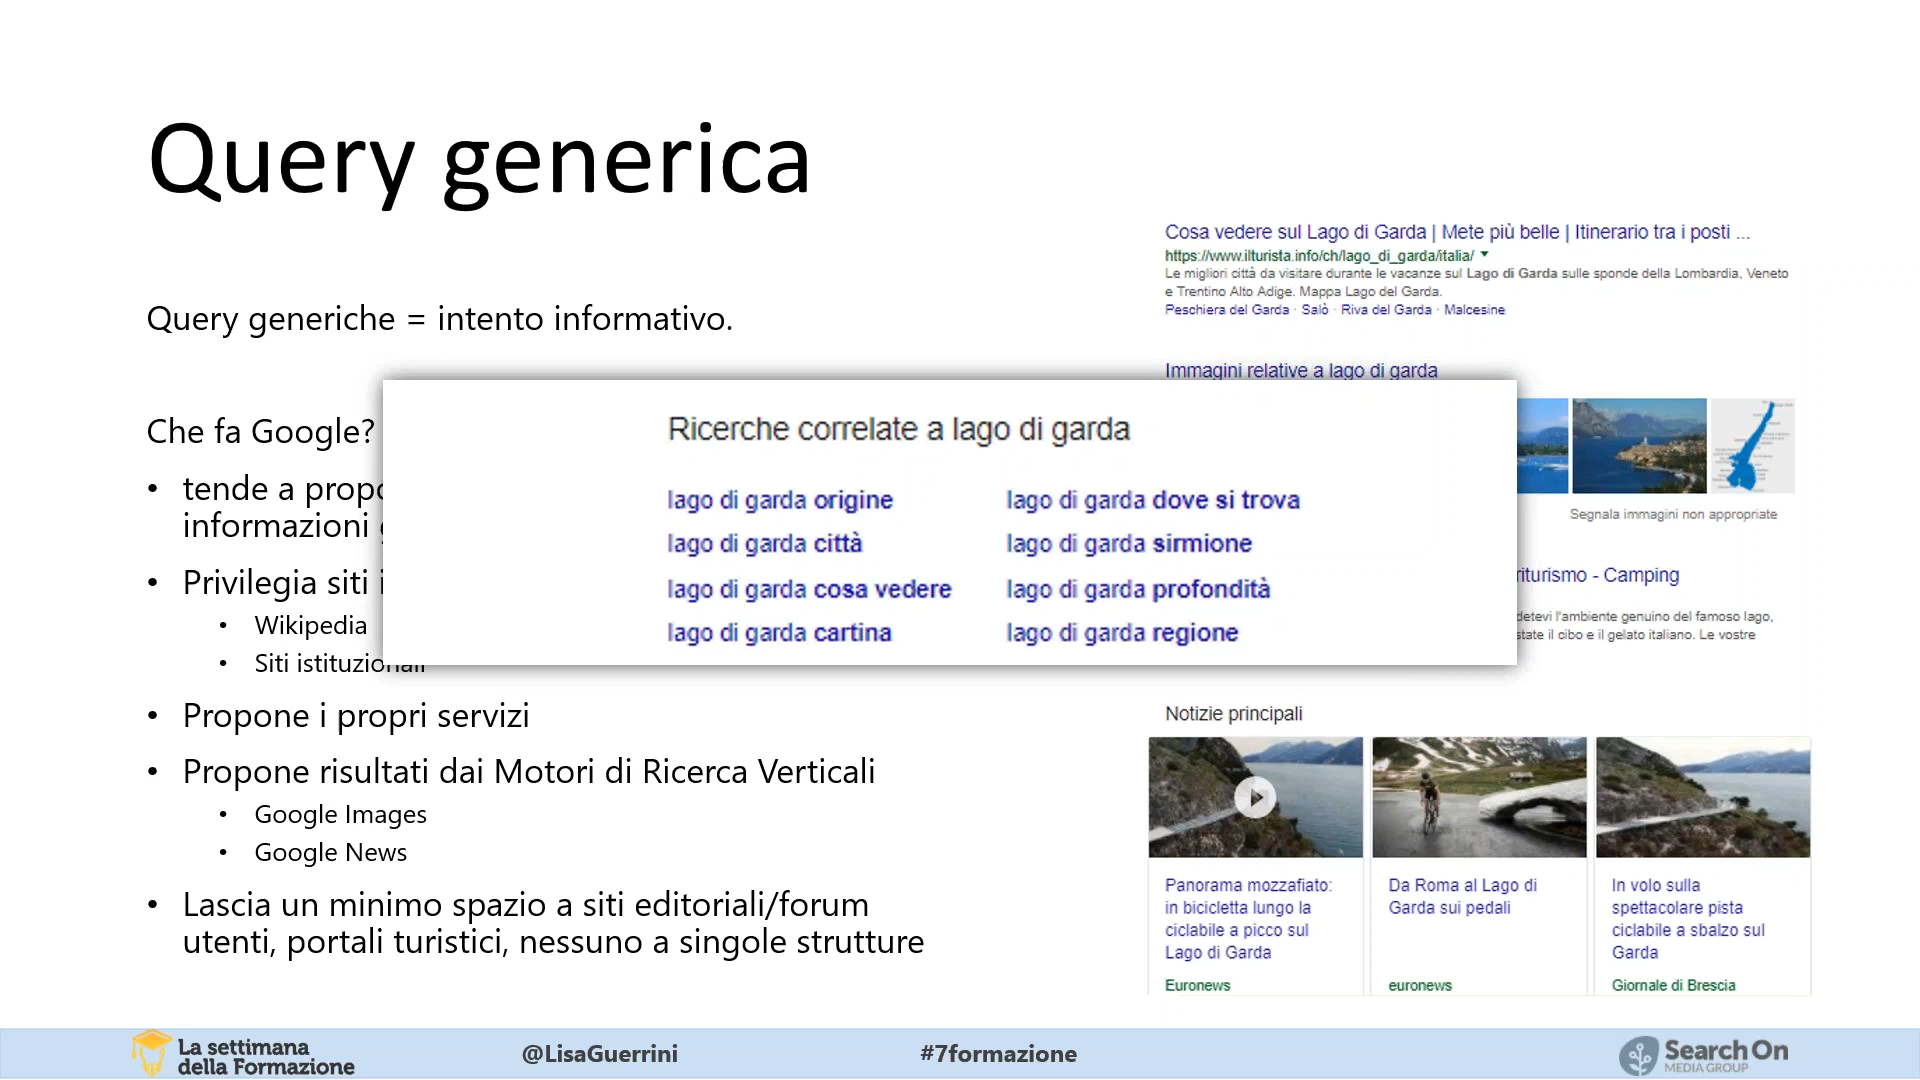 Query generica
Query generiche = intento informativo.
Che fa Google?
• tende a
informazioni
• Privilegia siti
• Wikipedia
• Siti istituzionali
• Propone i propri servizi
• Propone risultati dai Motori di Ricerca Verticali
• Google Images
• Google News
• Lascia un minimo spazio a siti editoriali/forum
utenti, portali turistici, nessuno a singole strutture
Cosa vedere sul Lago di Garda | Mete più belle | Itinerario tra i posti ...
https://www.ilturista.info/ch/lago_di_garda/italia/
Le migliori città da visitare durante le vacanze sul Lago di Garda sulle sponde della Lombardia, Veneto
e Trentino Alto Adige. Mappa Lago del Garda.
Peschiera del Garda · Salò · Riva del Garda · Malcesine
Immagini relative a lago di garda
Ricerche correlate a lago di garda
lago di garda origine
lago di garda città
lago di garda cosa vedere
lago di garda cartina
lago di garda dove si trova
lago di garda sirmione
lago di garda profondità
lago di garda regione
Segnala immagini non appropriate
- Camping
l'ambiente genuino del famoso lago,
il cibo e il gelato italiano. Le vostre
Notizie principali
Panorama mozzafiato:
in bicicletta lungo la
ciclabile a picco sul
Lago di Garda
Euronews
Da Roma al Lago di
Garda sui pedali
euronews
In volo sulla
spettacolare pista
ciclabile a sbalzo sul
Garda
Giornale di Brescia
La settimana
della Formazione
@LisaGuerrini
#7formazione
Search On
MEDIA GROUP